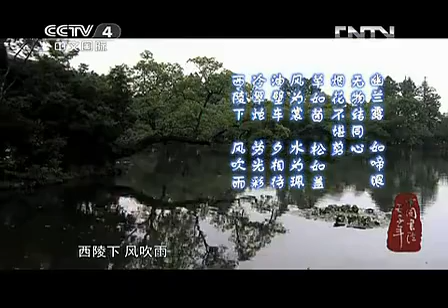 CCTV 4
中文国际
CNTV
幽兰露 如啼眼
无物结同心
烟花不堪剪
草如茵 松如盖
风为裳 水为珮
油壁车 夕相待
冷翠烛 劳光彩
西陵下 风吹雨
西陵下 风吹雨